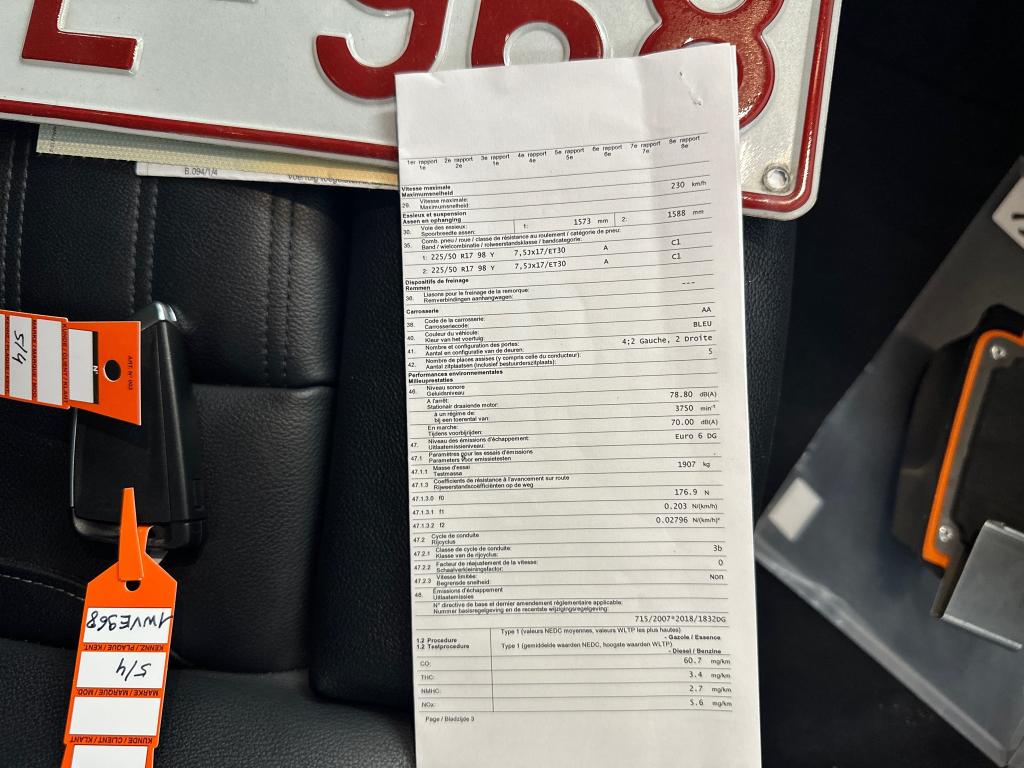 E-968
B.094/1/4
1er rapport 2e rapport 3e rapport 4e rapport 5e rapport 6e rapport 7e rapport 8e rapport
1e 2e 3e 4e 5e 6e 7e 8e
Vitesse maximale
Maximumsnelheid
29. Vitesse maximale: 230 km/h
Maximumsnelheid:
Essieux et suspension
Assen en ophanging
30. Voie des essieux: 1: 1573 mm 2: 1588 mm
Spoorbreedte assen:
35. Comb. pneu / roue / classe de résistance au roulement / catégorie de pneu:
Band / wielcombinatie / rolweerstandsklasse / bandcategorie:
1: 225/50 R17 98 Y 7,5Jx17/ET30 A C1
2: 225/50 R17 98 Y 7,5Jx17/ET30 A C1
Dispositifs de freinage
Remmen
36. Liasons pour le freinage de la remorque: ---
Remverbindingen aanhangwagen:
Carrosserie
38. Code de la carrosserie: AA
Carrosseriecode:
40. Couleur du véhicule: BLEU
Kleur van het voertuig:
41. Nombre et configuration des portes: 4;2 Gauche, 2 Droite
Aantal en configuratie van de deuren:
42. Nombre de places assises (y compris celle du conducteur): 5
Aantal zitplaatsen (inclusief bestuurderszitplaats):
Performances environnementales
Milieuprestaties
46. Niveau sonore
Geluidsniveau
A l'arrêt: 78.80 dB(A)
Stationair draaiende motor:
à un régime de: 3750 min⁻¹
bij een toerental van:
En marche: 70.00 dB(A)
Tijdens voorbijrijden:
47. Niveau des émissions d'échappement: Euro 6 DG
Uitlaatemissieniveau:
47.1 Paramètres pour les essais d'émissions
Parameters voor emissietesten
47.1.1 Masse d'essai 1907 kg
Testmassa
47.1.3 Coefficients de résistance à l'avancement sur route
Rijweerstandscoëfficiënten op de weg
47.1.3.0 f0 176.9 N
47.1.3.1 f1 0.203 N/(km/h)
47.1.3.2 f2 0.02796 N/(km/h)²
47.2 Cycle de conduite
Rijcyclus
47.2.1 Classe de cycle de conduite: 3b
Klasse van de rijcyclus:
47.2.2 Facteur de réajustement de la vitesse: 0
Schaalverkleiningsfactor:
47.2.3 Vitesse limitée: Non
Begrensde snelheid:
48. Émissions d'échappement
Uitlaatemissies
N° directive de base et dernier amendement réglementaire applicable:
Nummer basisregelgeving en de recentste wijzigingsregelgeving:
715/2007*2018/1832DG
1.2 Procedure Type 1 (valeurs NEDC moyennes, valeurs WLTP les plus hautes) - Gazole / Essence
1.2 Testprocedure Type 1 (gemiddelde waarden NEDC, hoogste waarden WLTP) - Diesel / Benzine
CO: 60.7 mg/km
THC: 3.4 mg/km
NMHC: 2.7 mg/km
NOx: 5.6 mg/km
Page / Bladzijde 3
ART. N° 003
N°
KUNDE / CLIENT / KLANT
5/4
MARKE / MARQUE / MOD
1WVE968
KENNZ / PLAQUE / KENT
5/4
MARKE / MARQUE / MOD
KUNDE / CLIENT / KLANT